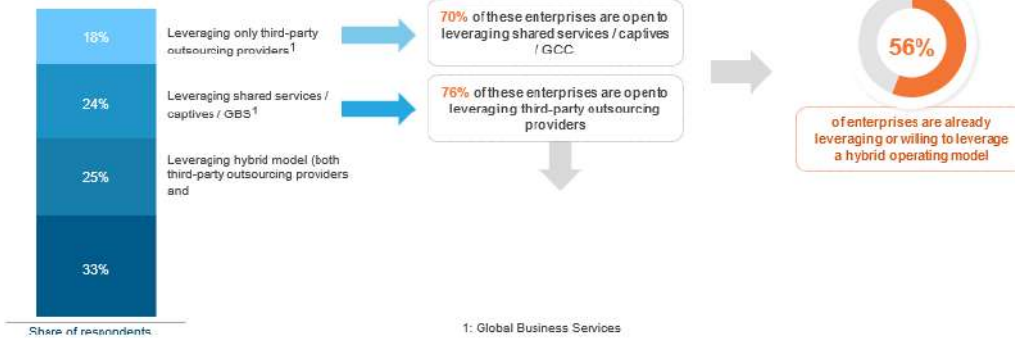 18%
Leveraging only third-party
outsourcing providers1
70% of these enterprises are open to
leveraging shared services / captives
/ GCC
56%
24%
Leveraging shared services /
captives / GBS1
76% of these enterprises are open to
leveraging third-party outsourcing
providers
of enterprises are already
leveraging or willing to leverage
a hybrid operating model
25%
Leveraging hybrid model (both
third-party outsourcing providers
and
33%
Share of respondents
1: Global Business Services